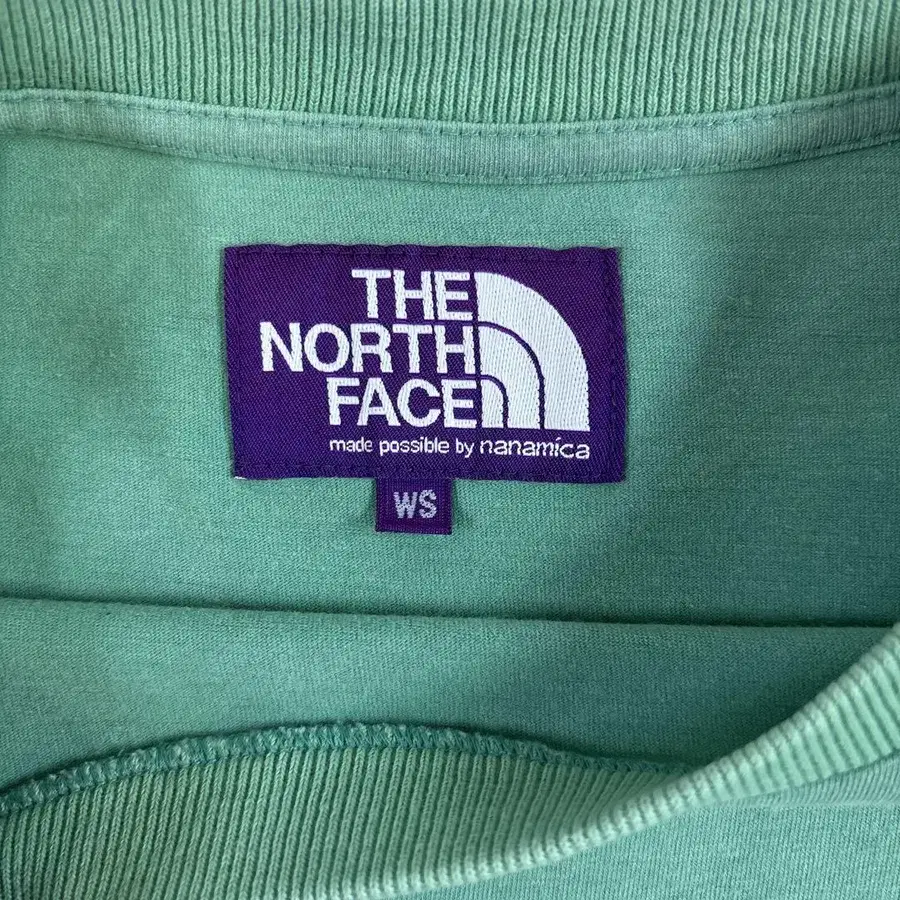 THE
NORTH
FACE
made possible by nanamica
WS